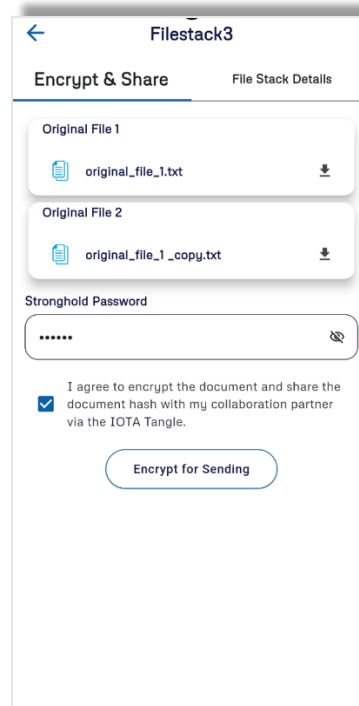 Filestack3
Encrypt & Share
File Stack Details
Original File 1
original_file_1.txt
Original File 2
original_file_1 _copy.txt
Stronghold Password
••••••
I agree to encrypt the document and share the
document hash with my collaboration partner
via the IOTA Tangle.
Encrypt for Sending